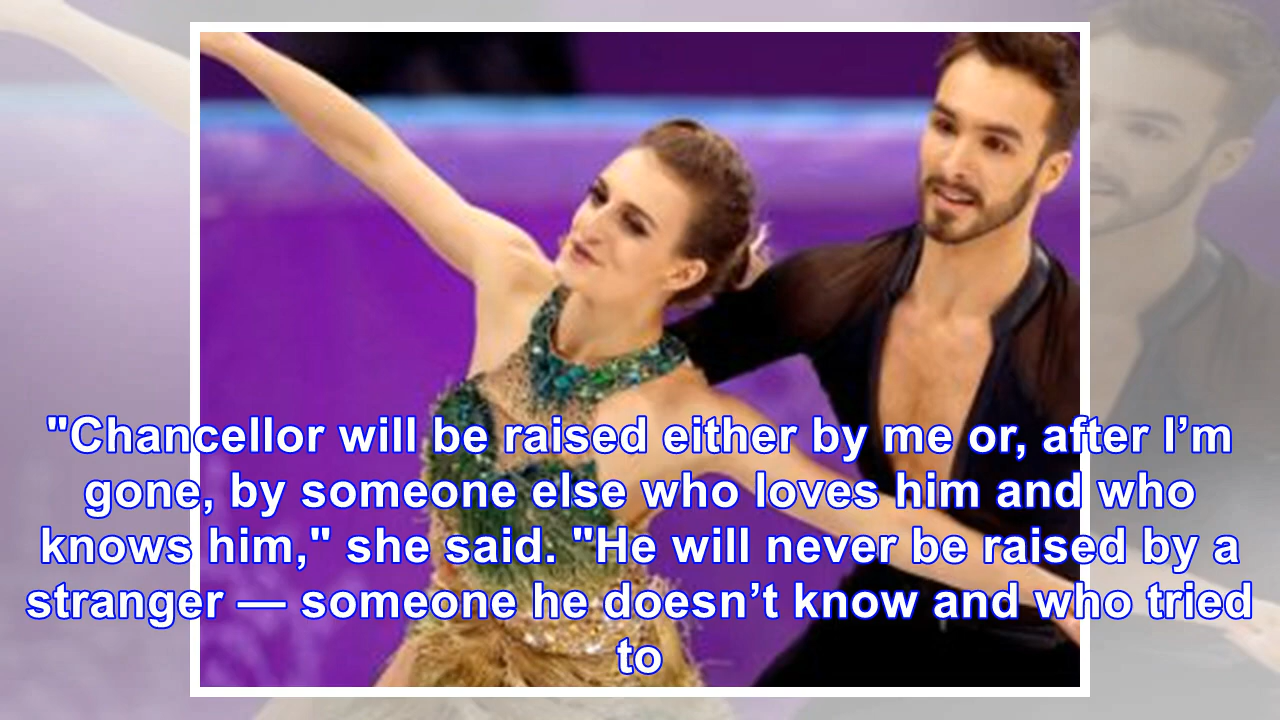 "Chancellor will be raised either by me or, after I’m
gone, by someone else who loves him and who
knows him," she said. "He will never be raised by a
stranger — someone he doesn’t know and who tried
to